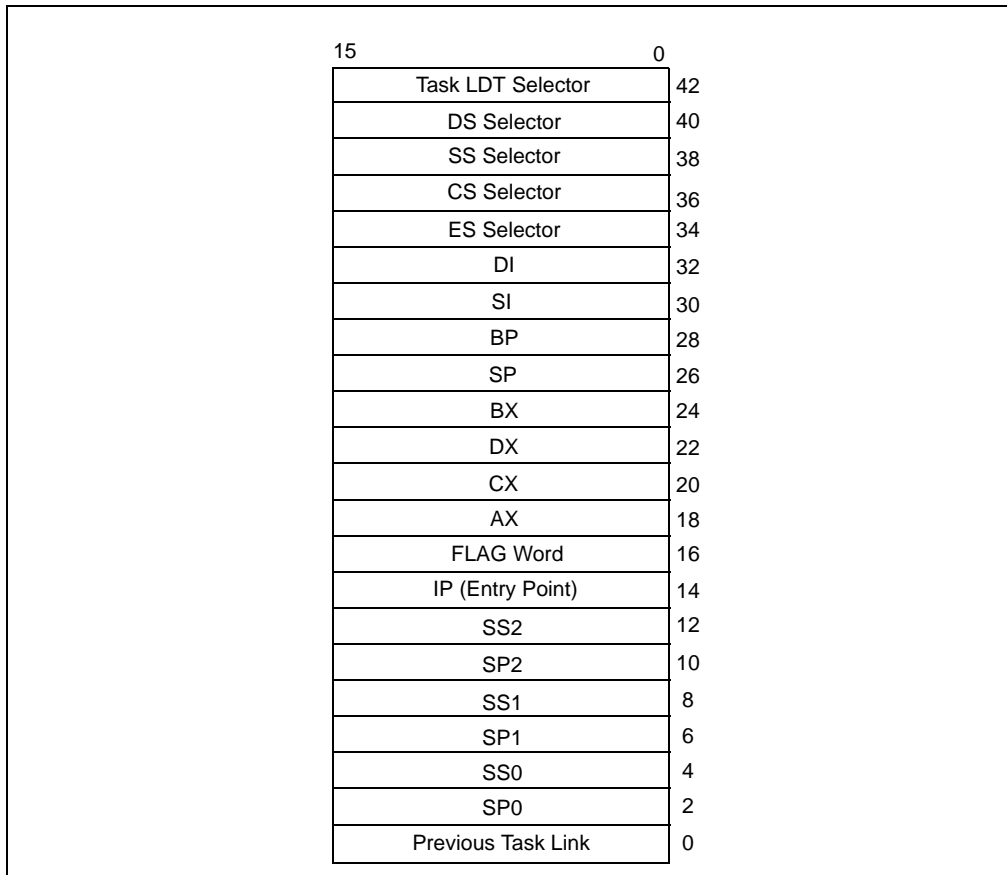 15 0
Task LDT Selector 42
DS Selector 40
SS Selector 38
CS Selector 36
ES Selector 34
DI 32
SI 30
BP 28
SP 26
BX 24
DX 22
CX 20
AX 18
FLAG Word 16
IP (Entry Point) 14
SS2 12
SP2 10
SS1 8
SP1 6
SS0 4
SP0 2
Previous Task Link 0